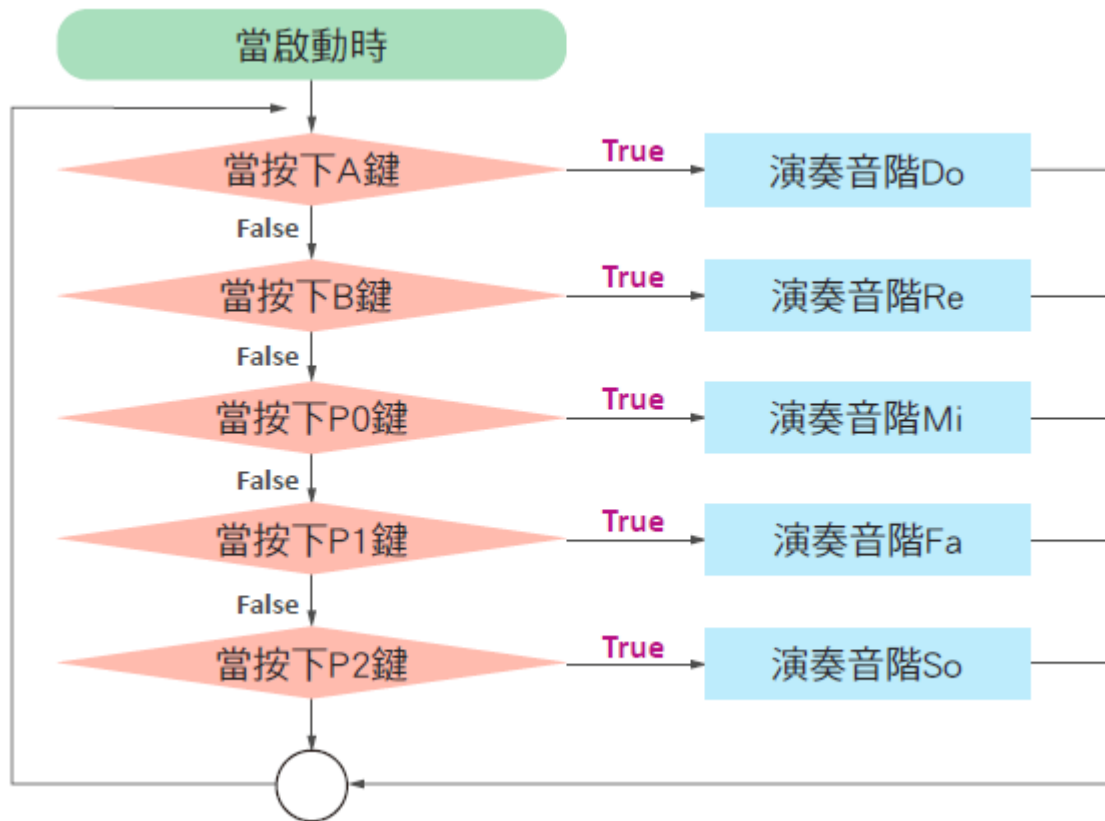 當啟動時
當按下A鍵
True
演奏音階Do
False
當按下B鍵
True
演奏音階Re
False
當按下P0鍵
True
演奏音階Mi
False
當按下P1鍵
True
演奏音階Fa
False
當按下P2鍵
True
演奏音階So